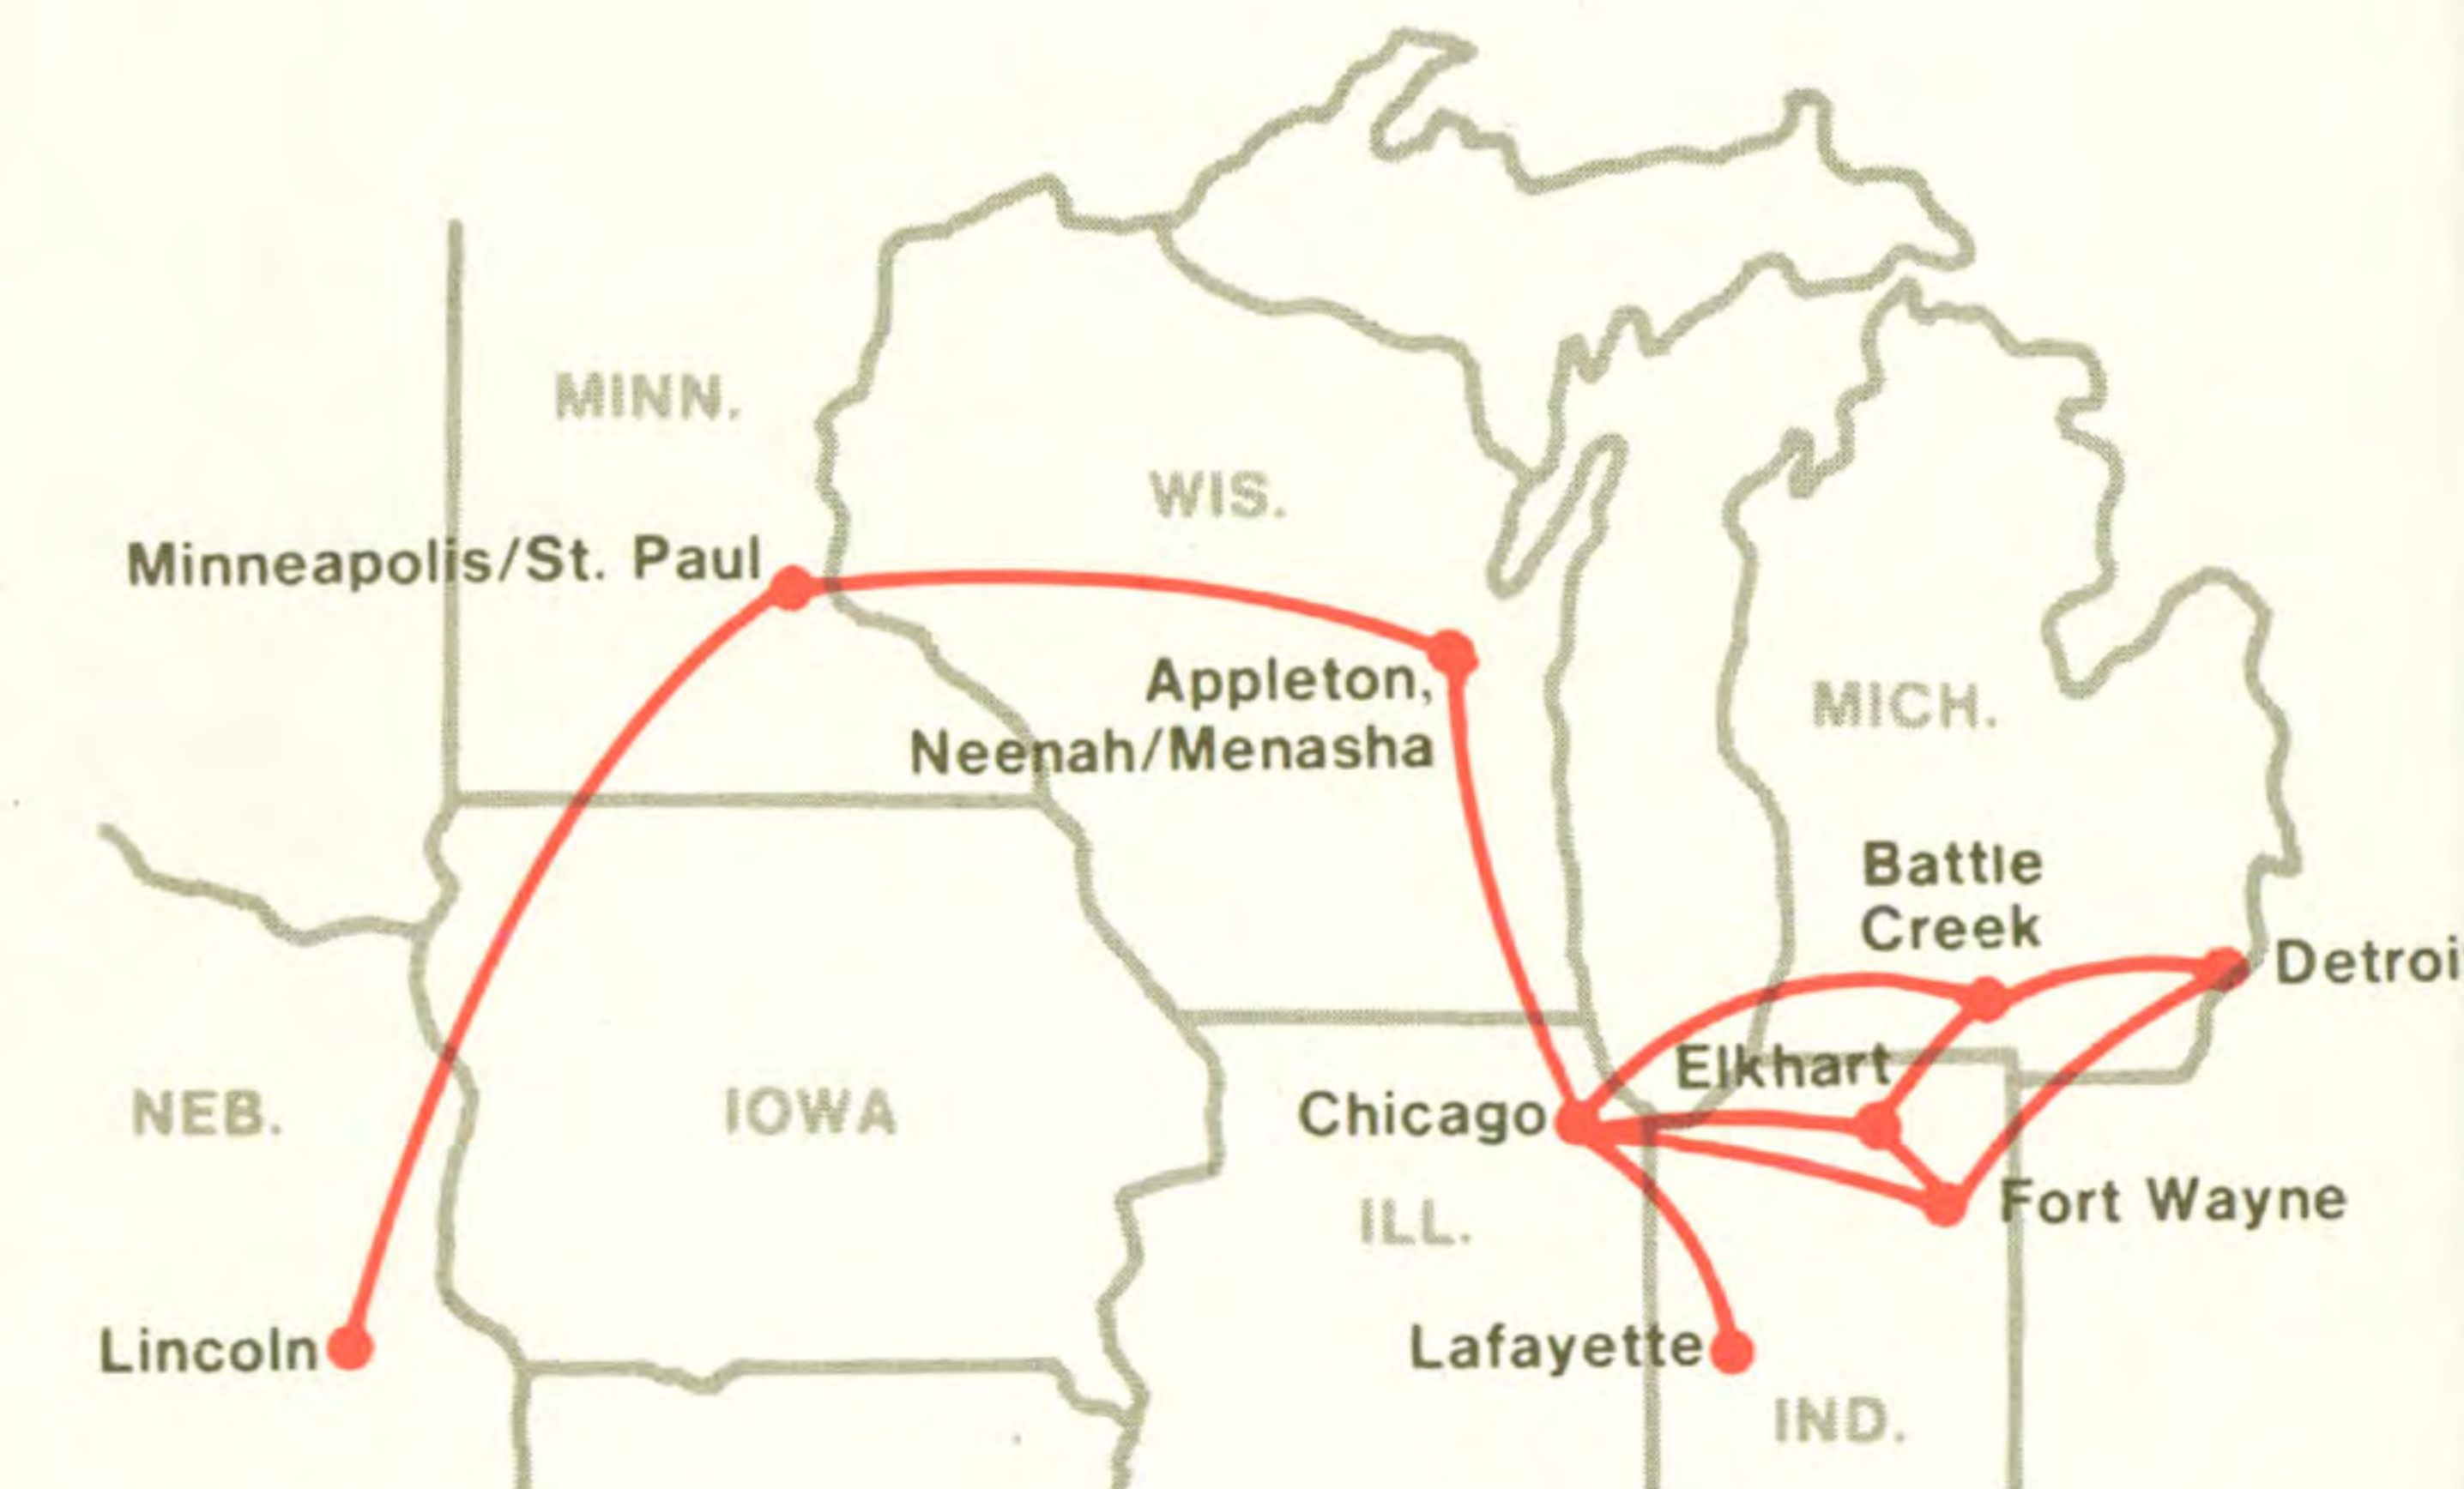 MINN.
WIS.
Minneapolis/St. Paul
Appleton,
Neenah/Menasha
MICH.
Battle
Creek
Detroi
Elkhart
NEB.
IOWA
Chicago
Fort Wayne
ILL.
Lafayette
Lincoln
IND.